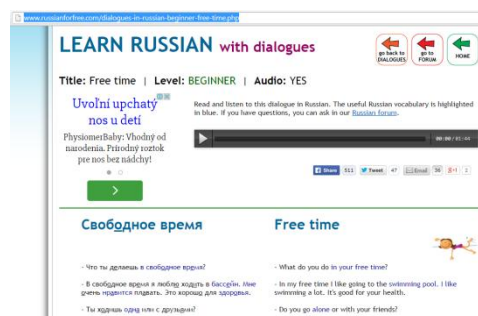 www.russianforfree.com/dialogues-in-russian-beginner-free-time.php
LEARN RUSSIAN with dialogues
go back to DIALOGUES
go to FORUM
HOME
Title: Free time | Level: BEGINNER | Audio: YES
Uvoľní upchatý
nos u detí
PhysiomerBaby: Vhodný od
narodenia. Prírodný roztok
pre nos bez nádchy!
Read and listen to this dialogue in Russian. The useful Russian vocabulary is highlighted
in blue. If you have questions, you can ask in our Russian forum.
00:00 / 01:44
Share 511 Tweet 47 Email 36 +1 2
Свободное время
Free time
- Что ты делаешь в свободное время?
- What do you do in your free time?
- В свободное время я люблю ходить в бассейн. Мне
очень нравится плавать. Это хорошо для здоровья.
- In my free time I like going to the swimming pool. I like
swimming a lot. It's good for your health.
- Ты ходишь один или с друзьями?
- Do you go alone or with your friends?